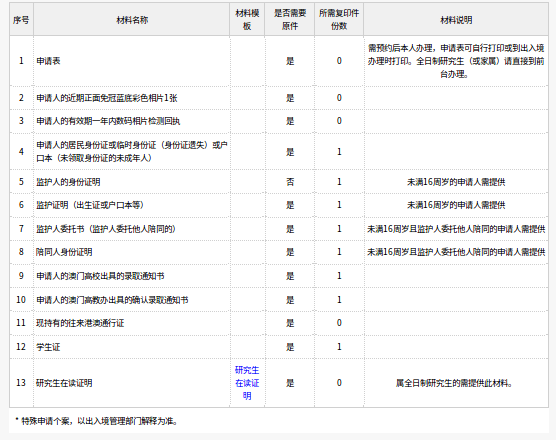 序号 材料名称 材料模板 是否需要原件 所需复印件份数 材料说明
1 申请表 是 0 需预约后本人办理，申请表可自行打印或到出入境办理时打印。全日制研究生（或家属）请直接到前台办理。
2 申请人的近期正面免冠蓝底彩色相片1张 是 0
3 申请人的有效期一年内数码相片检测回执 是 0
4 申请人的居民身份证或临时身份证（身份证遗失）或户口本（未领取身份证的未成年人） 是 1
5 监护人的身份证明 否 1 未满16周岁的申请人需提供
6 监护证明（出生证或户口本等） 是 1 未满16周岁的申请人需提供
7 监护人委托书（监护人委托他人陪同的） 是 1 未满16周岁且监护人委托他人陪同的申请人需提供
8 陪同人身份证明 是 1 未满16周岁且监护人委托他人陪同的申请人需提供
9 申请人的澳门高校出具的录取通知书 是 1
10 申请人的澳门高教办出具的确认录取通知书 是 1
11 现持有的往来港澳通行证 是 0
12 学生证 是 1
13 研究生在读证明 研究生在读证明 是 0 属全日制研究生的需提供此材料。
* 特殊申请个案，以出入境管理部门解释为准。